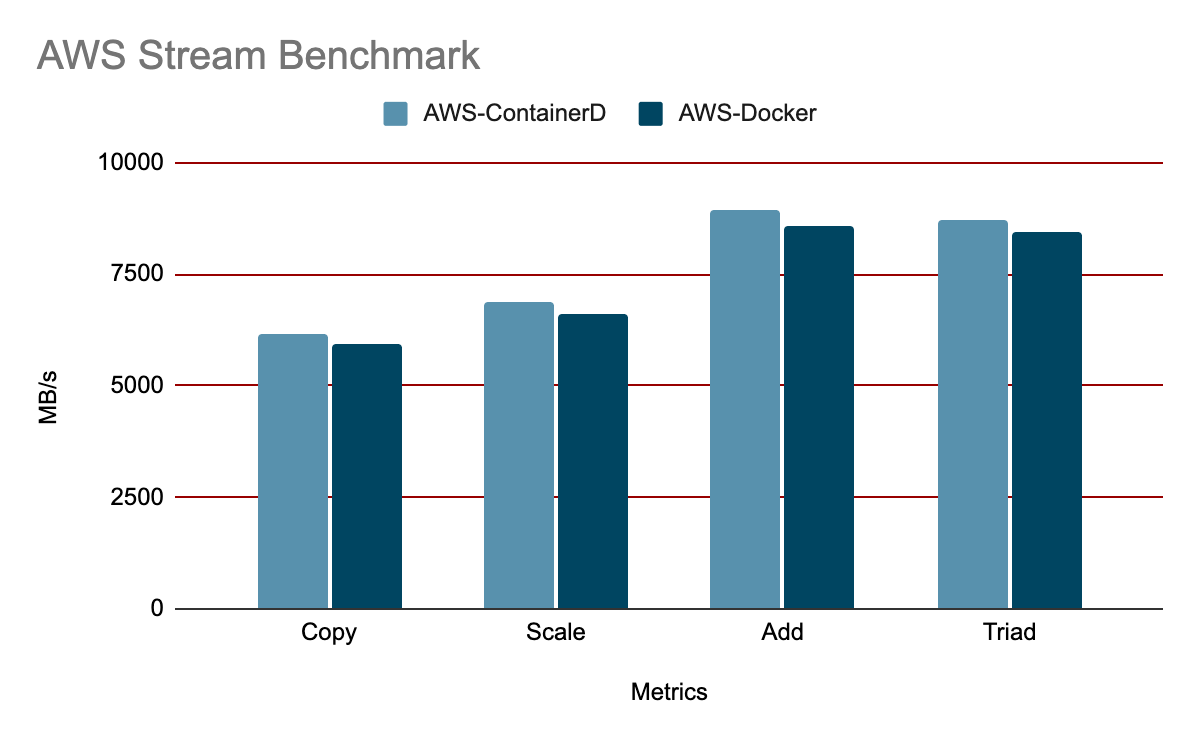 AWS Stream Benchmark
AWS-ContainerD AWS-Docker
10000
7500
5000
2500
0
MB/s
Copy Scale Add Triad
Metrics